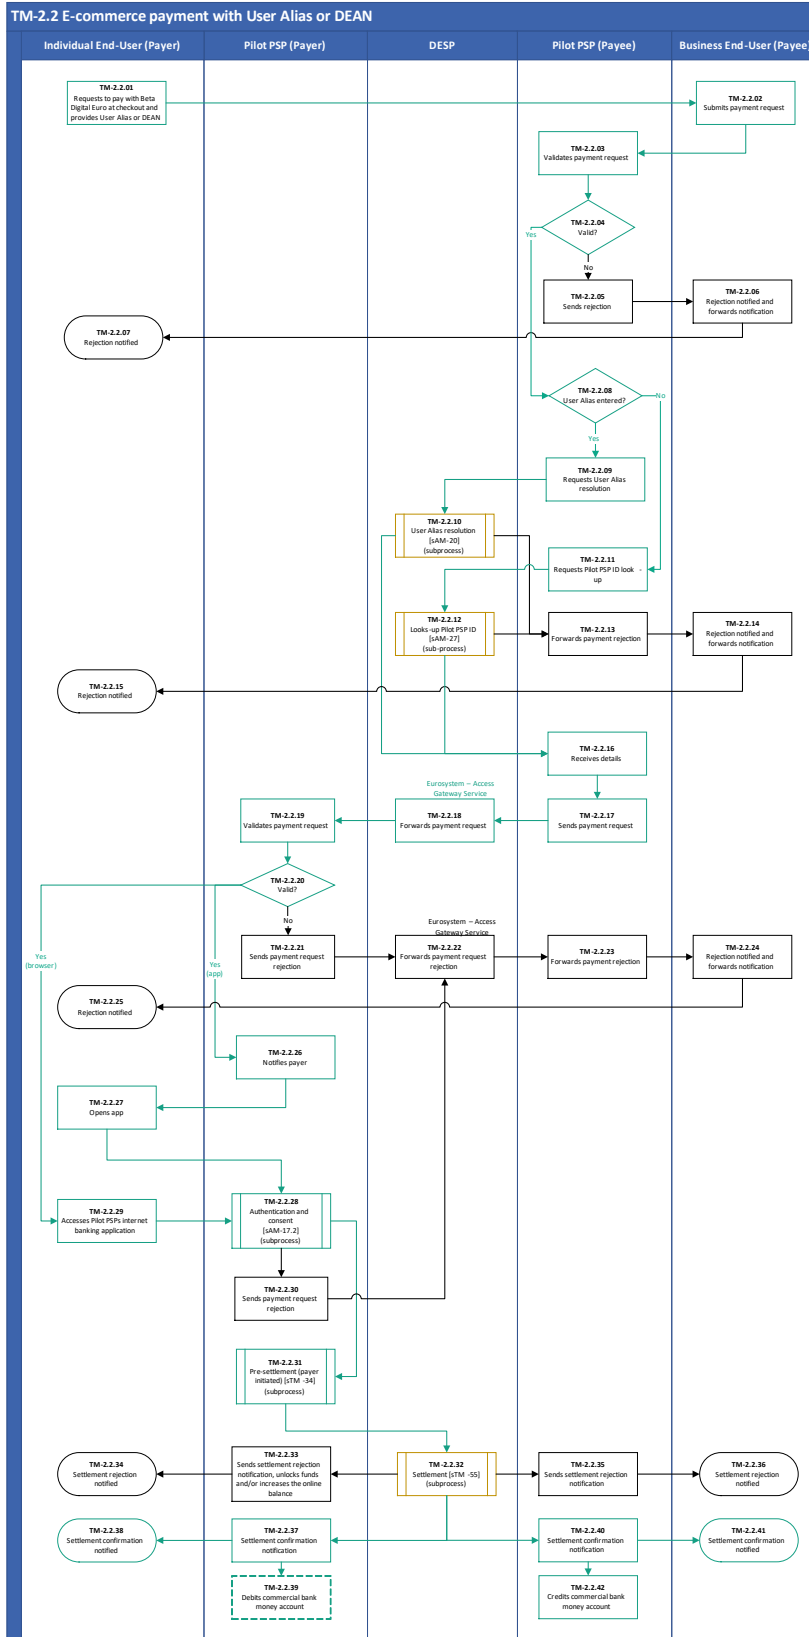 TM-2.2 E-commerce payment with User Alias or DEAN
Individual End-User (Payer)
Pilot PSP (Payer)
DESP
Pilot PSP (Payee)
Business End-User (Payee)
TM-2.2.01
Requests to pay with Beta
Digital Euro at checkout and
provides User Alias or DEAN
TM-2.2.02
Submits payment request
TM-2.2.03
Validates payment request
TM-2.2.04
Valid?
Yes
No
TM-2.2.05
Sends rejection
TM-2.2.06
Rejection notified and
forwards notification
TM-2.2.07
Rejection notified
TM-2.2.08
User Alias entered?
No
Yes
TM-2.2.09
Requests User Alias
resolution
TM-2.2.10
User Alias resolution
[sAM-20]
(subprocess)
TM-2.2.11
Requests Pilot PSP ID look -
up
TM-2.2.12
Looks-up Pilot PSP ID
[sAM-27]
(sub-process)
TM-2.2.13
Forwards payment rejection
TM-2.2.14
Rejection notified and
forwards notification
TM-2.2.15
Rejection notified
TM-2.2.16
Receives details
Eurosystem – Access
Gateway Service
TM-2.2.17
Sends payment request
TM-2.2.18
Forwards payment request
TM-2.2.19
Validates payment request
TM-2.2.20
Valid?
No
Yes
(browser)
Yes
(app)
TM-2.2.21
Sends payment request
rejection
Eurosystem – Access
Gateway Service
TM-2.2.22
Forwards payment request
rejection
TM-2.2.23
Forwards payment rejection
TM-2.2.24
Rejection notified and
forwards notification
TM-2.2.25
Rejection notified
TM-2.2.26
Notifies payer
TM-2.2.27
Opens app
TM-2.2.28
Authentication and
consent
[sAM-17.2]
(subprocess)
TM-2.2.29
Accesses Pilot PSPs internet
banking application
TM-2.2.30
Sends payment request
rejection
TM-2.2.31
Pre-settlement (payer
initiated) [sTM -34]
(subprocess)
TM-2.2.32
Settlement [sTM -55]
(subprocess)
TM-2.2.33
Sends settlement rejection
notification, unlocks funds
and/or increases the online
balance
TM-2.2.34
Settlement rejection
notified
TM-2.2.35
Sends settlement rejection
notification
TM-2.2.36
Settlement rejection
notified
TM-2.2.37
Settlement confirmation
notification
TM-2.2.38
Settlement confirmation
notified
TM-2.2.39
Debits commercial bank
money account
TM-2.2.40
Settlement confirmation
notification
TM-2.2.41
Settlement confirmation
notified
TM-2.2.42
Credits commercial bank
money account